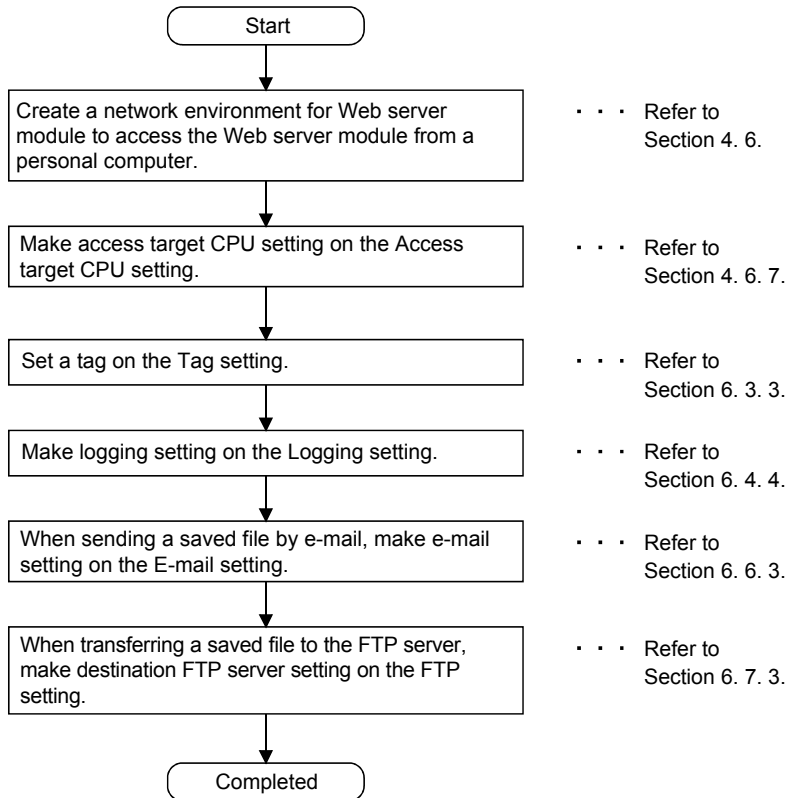 Start
Create a network environment for Web server
module to access the Web server module from a
personal computer.
· · · Refer to
Section 4. 6.
Make access target CPU setting on the Access
target CPU setting.
· · · Refer to
Section 4. 6. 7.
Set a tag on the Tag setting.
· · · Refer to
Section 6. 3. 3.
Make logging setting on the Logging setting.
· · · Refer to
Section 6. 4. 4.
When sending a saved file by e-mail, make e-mail
setting on the E-mail setting.
· · · Refer to
Section 6. 6. 3.
When transferring a saved file to the FTP server,
make destination FTP server setting on the FTP
setting.
· · · Refer to
Section 6. 7. 3.
Completed